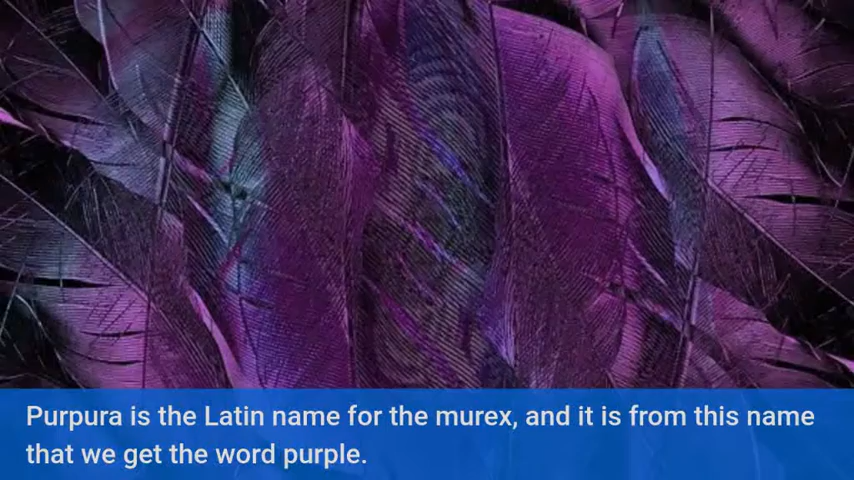 Purpura is the Latin name for the murex, and it is from this name
that we get the word purple.